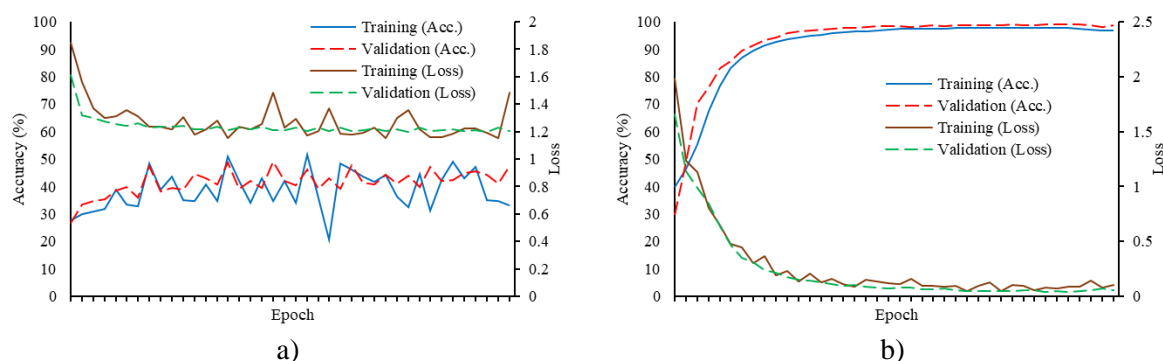 100
90
80
70
60
50
40
30
20
10
0
Accuracy (%)
2
1.8
1.6
1.4
1.2
1
0.8
0.6
0.4
0.2
0
Loss
Training (Acc.)
Validation (Acc.)
Training (Loss)
Validation (Loss)
Epoch
a)
100
90
80
70
60
50
40
30
20
10
0
Accuracy (%)
2.5
2
1.5
1
0.5
0
Loss
Training (Acc.)
Validation (Acc.)
Training (Loss)
Validation (Loss)
Epoch
b)